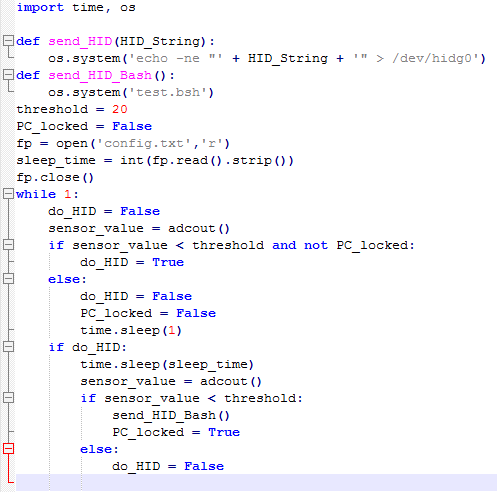 import time, os

def send_HID(HID_String):
    os.system('echo -ne "' + HID_String + '" > /dev/hidg0')
def send_HID_Bash():
    os.system('test.bsh')
threshold = 20
PC_locked = False
fp = open('config.txt','r')
sleep_time = int(fp.read().strip())
fp.close()
while 1:
    do_HID = False
    sensor_value = adcout()
    if sensor_value < threshold and not PC_locked:
        do_HID = True
    else:
        do_HID = False
        PC_locked = False
        time.sleep(1)
    if do_HID:
        time.sleep(sleep_time)
        sensor_value = adcout()
        if sensor_value < threshold:
            send_HID_Bash()
            PC_locked = True
        else:
            do_HID = False